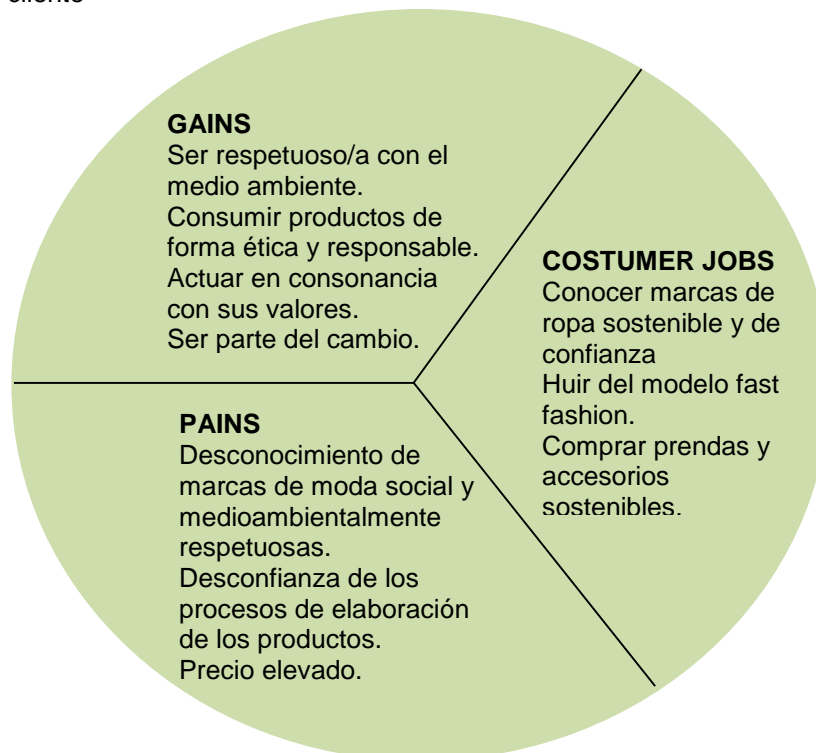 cliente
GAINS
Ser respetuoso/a con el
medio ambiente.
Consumir productos de
forma ética y responsable.
Actuar en consonancia
con sus valores.
Ser parte del cambio.
COSTUMER JOBS
Conocer marcas de
ropa sostenible y de
confianza
Huir del modelo fast
fashion.
Comprar prendas y
accesorios
sostenibles.
PAINS
Desconocimiento de
marcas de moda social y
medioambientalmente
respetuosas.
Desconfianza de los
procesos de elaboración
de los productos.
Precio elevado.